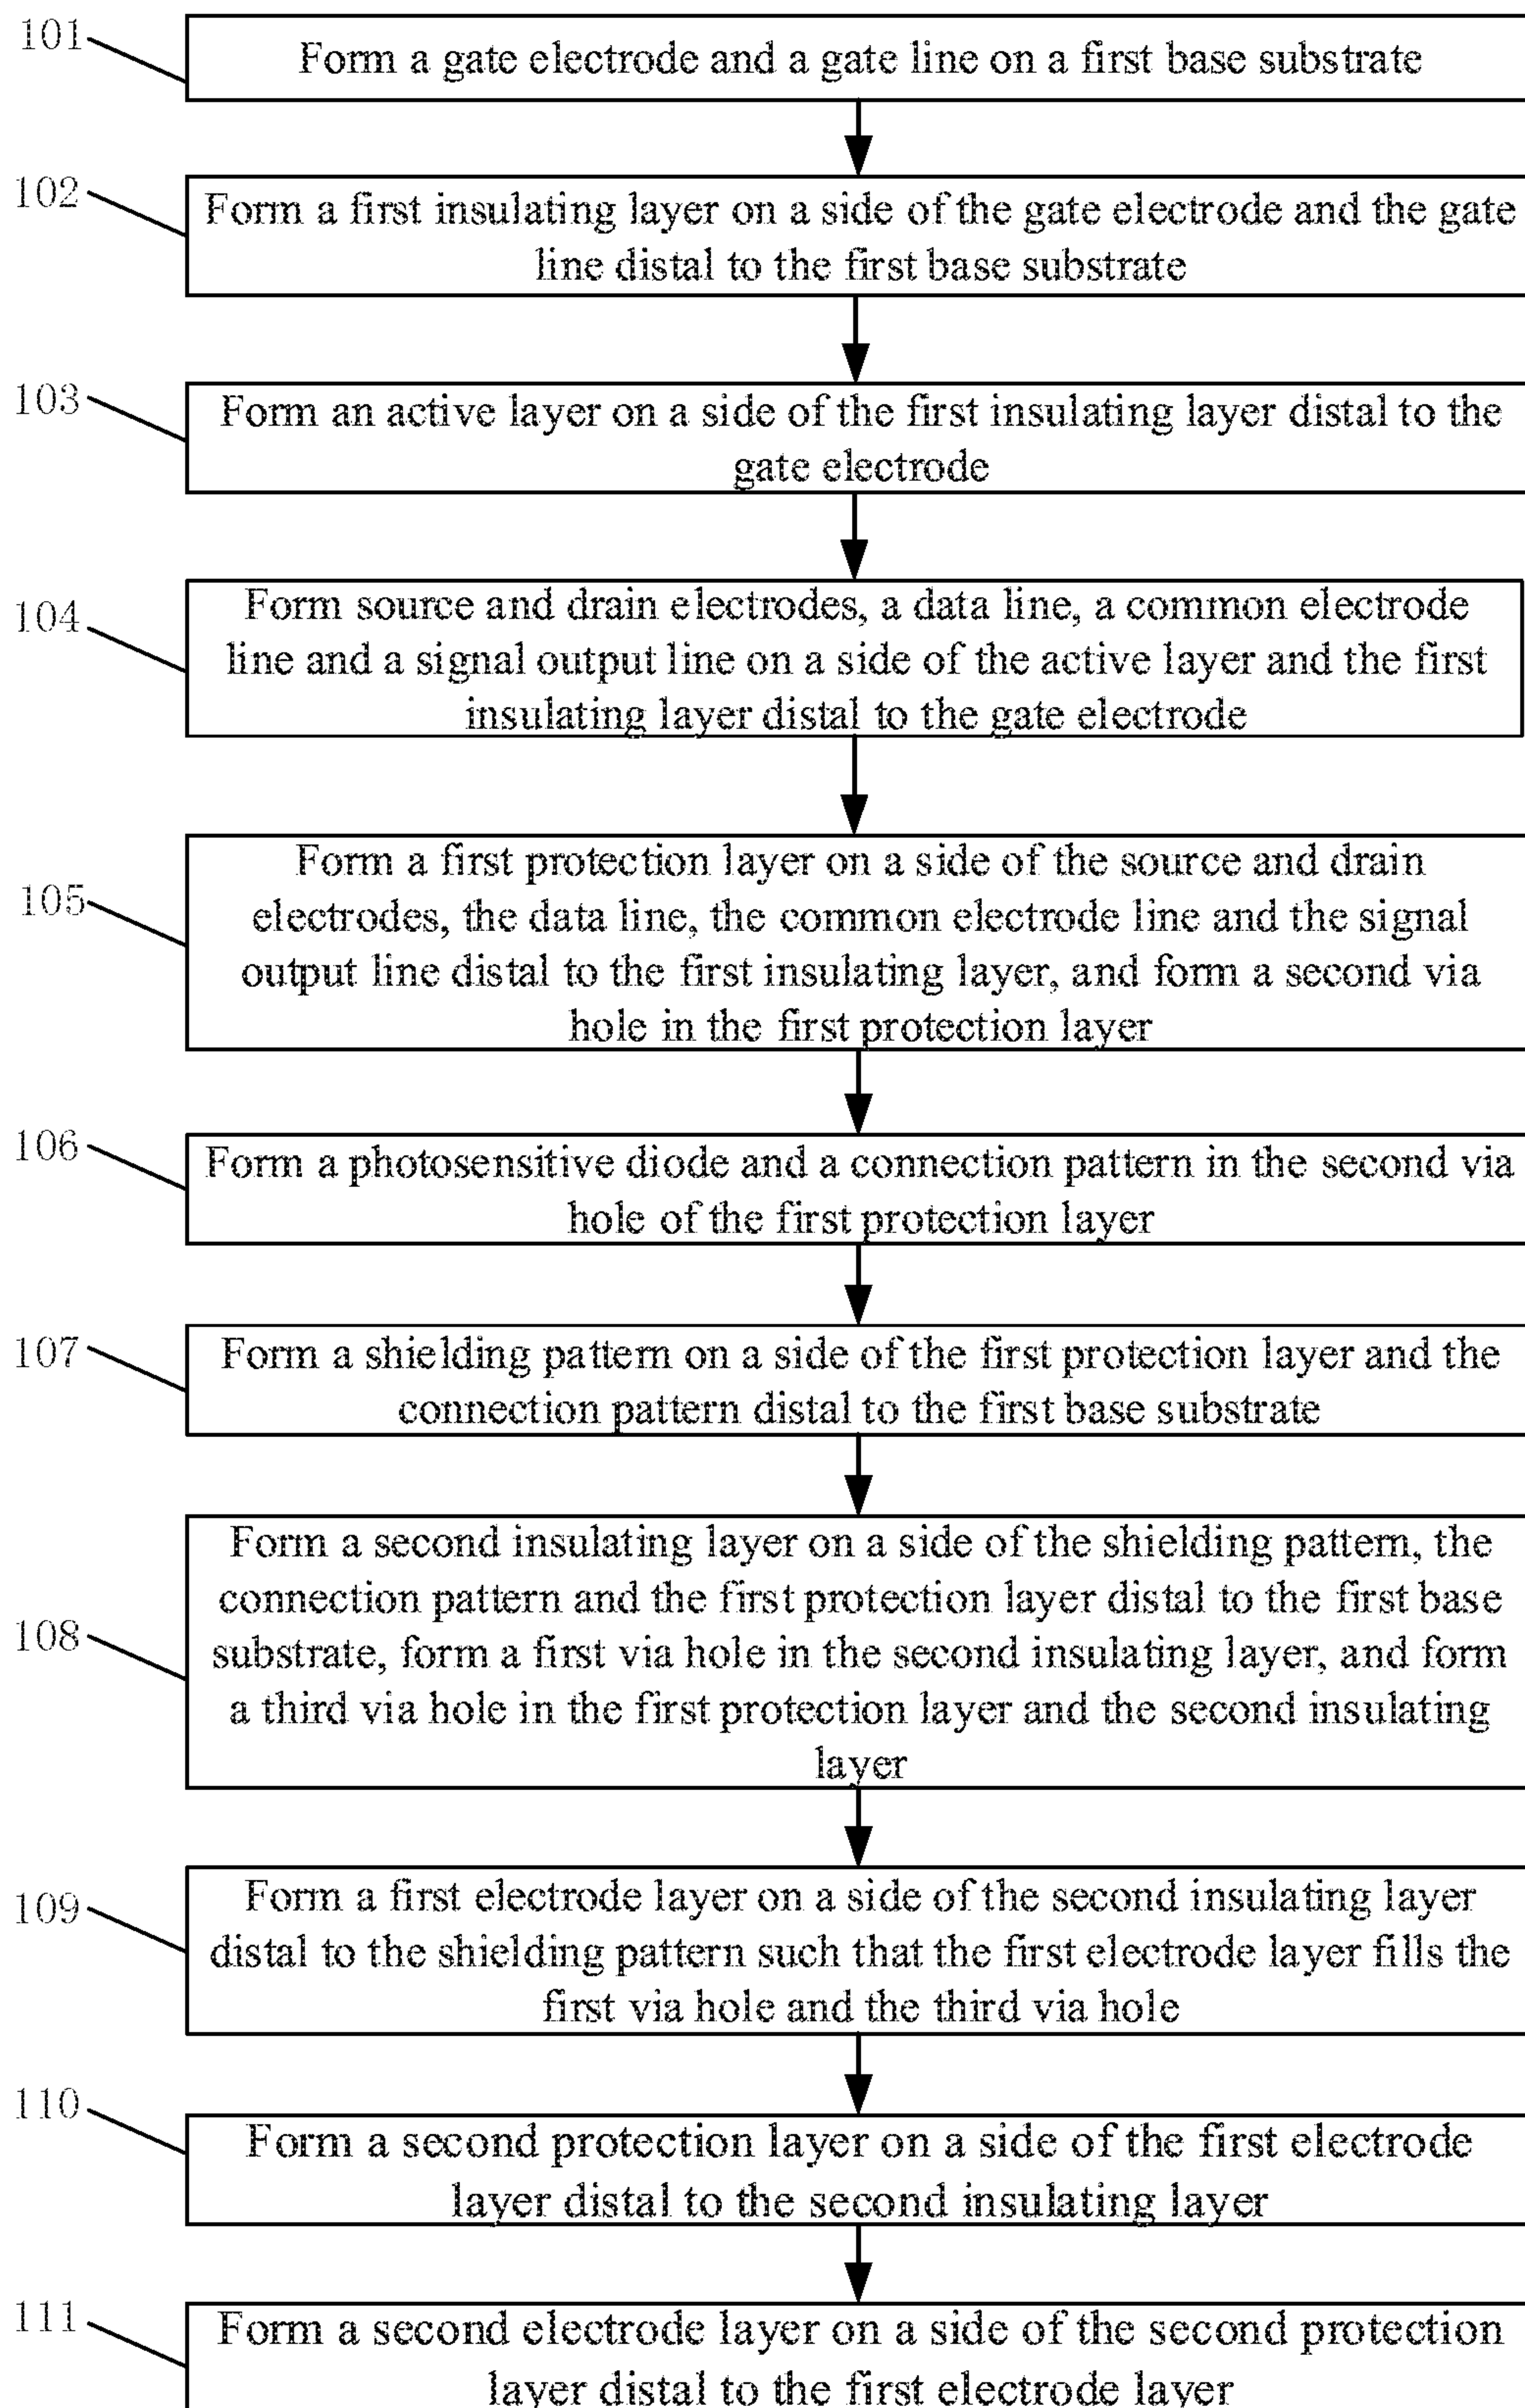 101
Form a gate electrode and a gate line on a first base substrate
102
Form a first insulating layer on a side of the gate electrode and the gate
line distal to the first base substrate
103
Form an active layer on a side of the first insulating layer distal to the
gate electrode
104
Form source and drain electrodes, a data line, a common electrode
line and a signal output line on a side of the active layer and the first
insulating layer distal to the gate electrode
105
Form a first protection layer on a side of the source and drain
electrodes, the data line, the common electrode line and the signal
output line distal to the first insulating layer, and form a second via
hole in the first protection layer
106
Form a photosensitive diode and a connection pattern in the second via
hole of the first protection layer
107
Form a shielding pattern on a side of the first protection layer and the
connection pattern distal to the first base substrate
108
Form a second insulating layer on a side of the shielding pattern, the
connection pattern and the first protection layer distal to the first base
substrate, form a first via hole in the second insulating layer, and form
a third via hole in the first protection layer and the second insulating
layer
109
Form a first electrode layer on a side of the second insulating layer
distal to the shielding pattern such that the first electrode layer fills the
first via hole and the third via hole
110
Form a second protection layer on a side of the first electrode
layer distal to the second insulating layer
111
Form a second electrode layer on a side of the second protection
layer distal to the first electrode layer